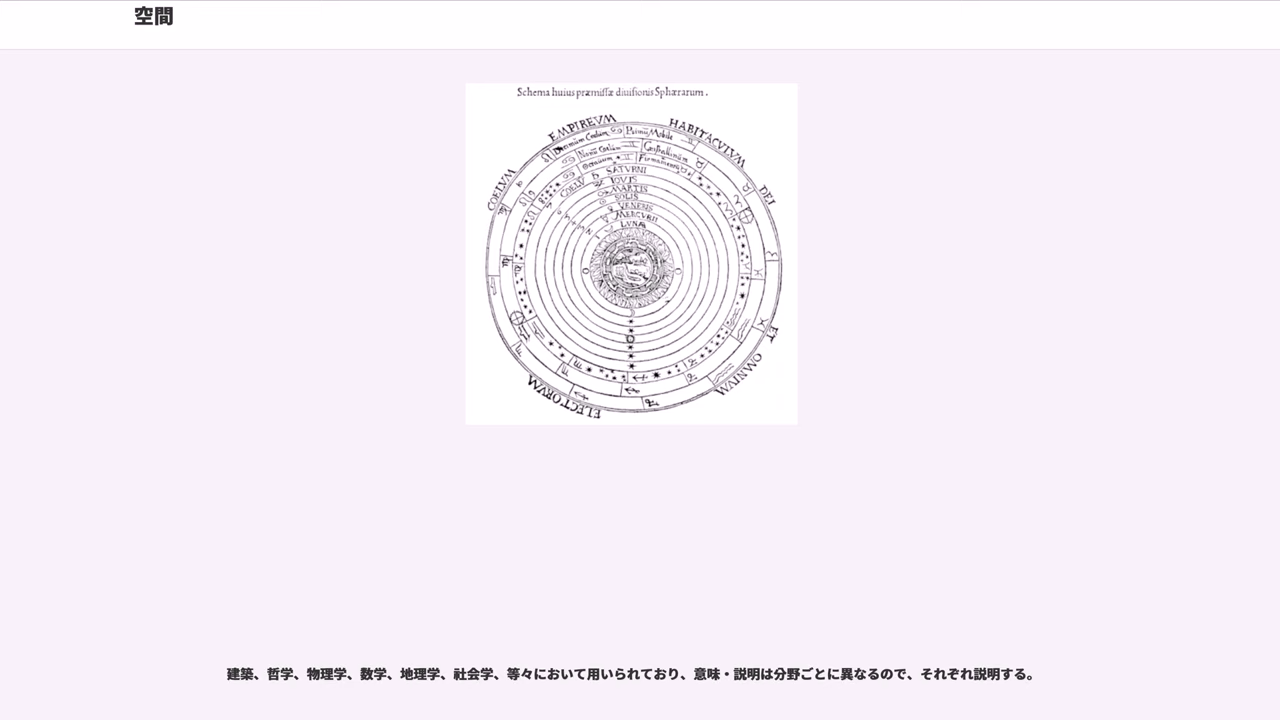 空間
Schema huius præmissæ diuisionis Sphærarum .
COELVM EMPIREVM HABITACVLVM DEI ET OMNIVM ELECTORVM
Primũ Mobile
SATVRNI
COELV
IOVIS
MARTIS
SOLIS
VENERIS
MERCVRII
LVNÆ
建築、哲学、物理学、数学、地理学、社会学、等々において用いられており、意味・説明は分野ごとに異なるので、それぞれ説明する。